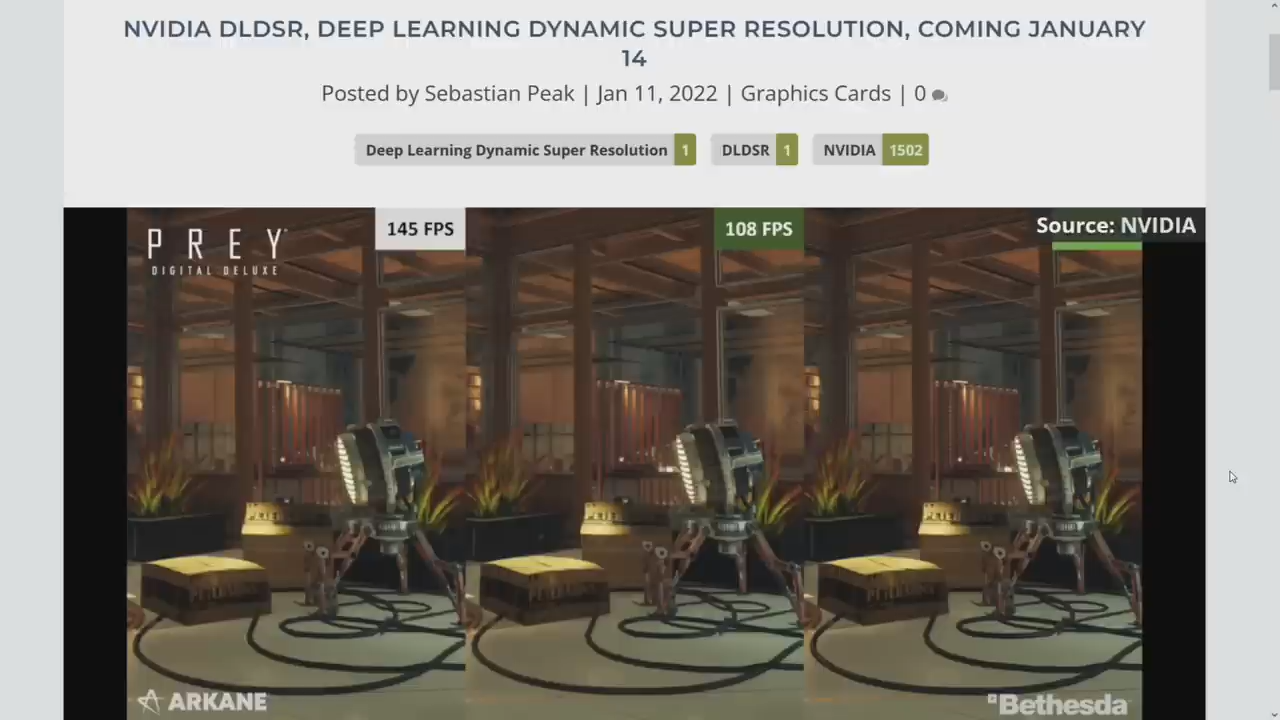 NVIDIA DLDSR, DEEP LEARNING DYNAMIC SUPER RESOLUTION, COMING JANUARY
14
Posted by Sebastian Peak | Jan 11, 2022 | Graphics Cards | 0
Deep Learning Dynamic Super Resolution 1 DLDSR 1 NVIDIA 1502
145 FPS 108 FPS Source: NVIDIA
PREY
DIGITAL DELUXE
ARKANE Bethesda